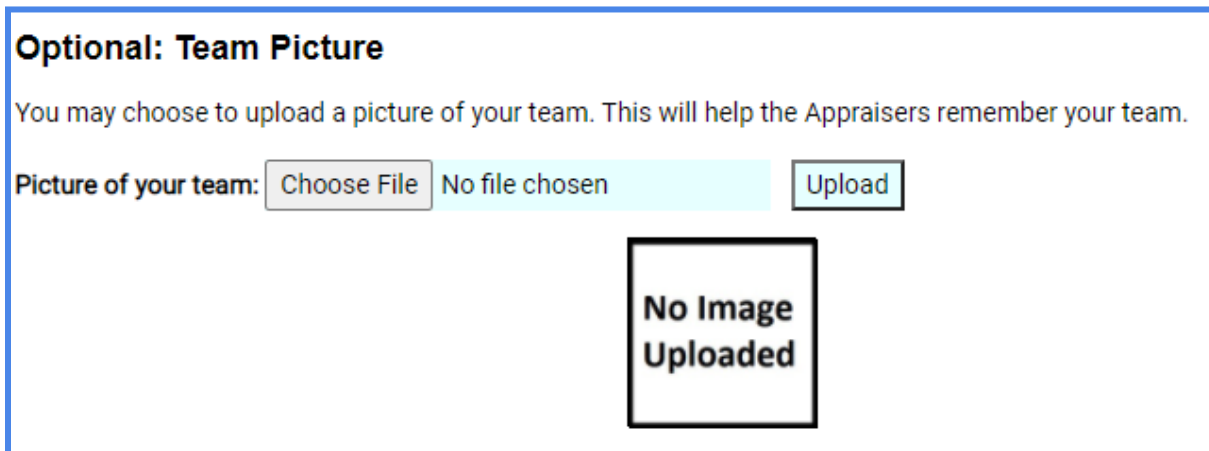 Optional: Team Picture
You may choose to upload a picture of your team. This will help the Appraisers remember your team.
Picture of your team: Choose File No file chosen Upload
No Image
Uploaded